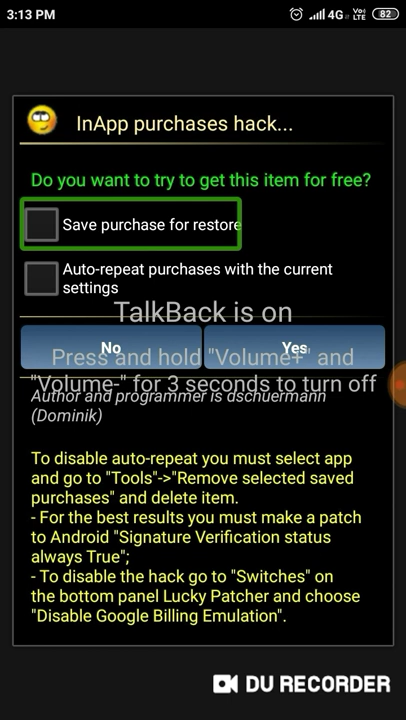 3:13 PM
4G
Vo)
LTE
82
InApp purchases hack...
Do you want to try to get this item for free?
Save purchase for restore
Auto-repeat purchases with the current
settings
TalkBack is on
No
Yes
Press and hold "Volume+" and
"Volume-" for 3 seconds to turn off
Author and programmer is dschuermann
(Dominik)
To disable auto-repeat you must select app
and go to "Tools"->"Remove selected saved
purchases" and delete item.
- For the best results you must make a patch
to Android "Signature Verification status
always True";
- To disable the hack go to "Switches" on
the bottom panel Lucky Patcher and choose
"Disable Google Billing Emulation".
DU RECORDER